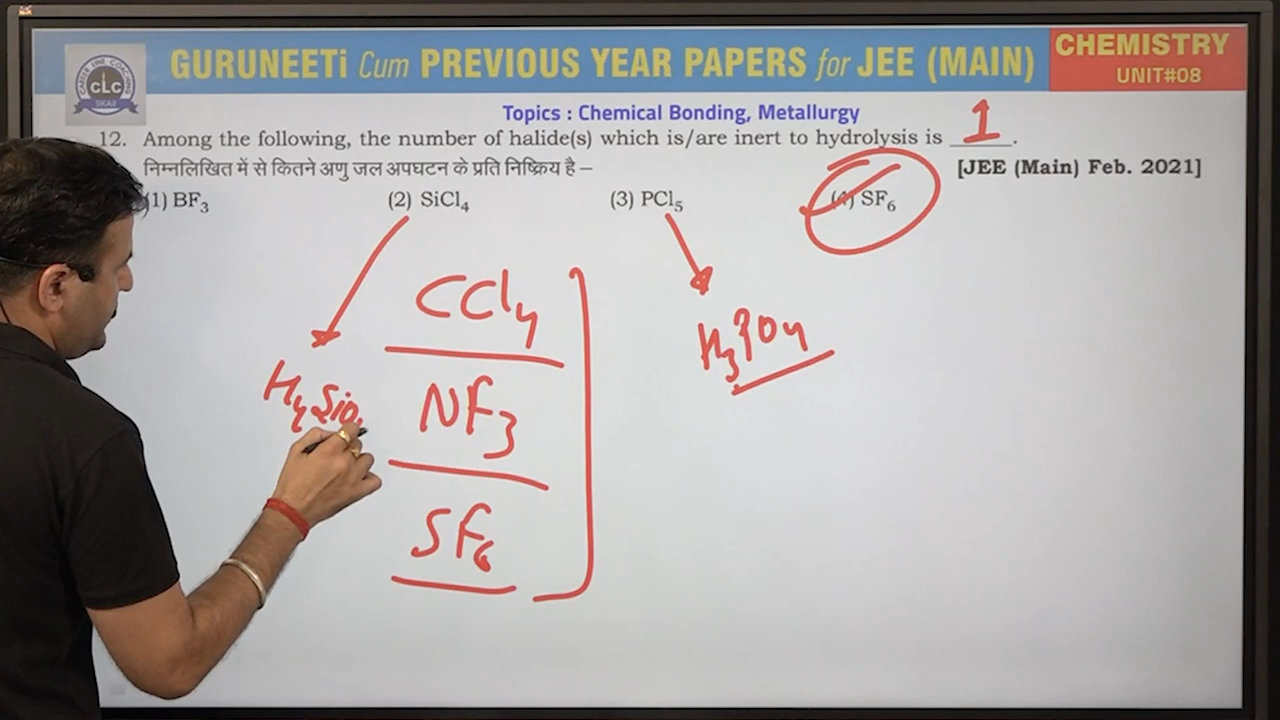 GURUNEETi Cum PREVIOUS YEAR PAPERS for JEE (MAIN)
CHEMISTRY
UNIT#08
CLC
SIKAR
Topics : Chemical Bonding, Metallurgy
12. Among the following, the number of halide(s) which is/are inert to hydrolysis is 1.
निम्नलिखित में से कितने अणु जल अपघटन के प्रति निष्क्रिय है –
[JEE (Main) Feb. 2021]
(1) BF3 (2) SiCl4 (3) PCl5 (4) SF6
CCl4
H3PO4
H4SiO
NF3
SF6